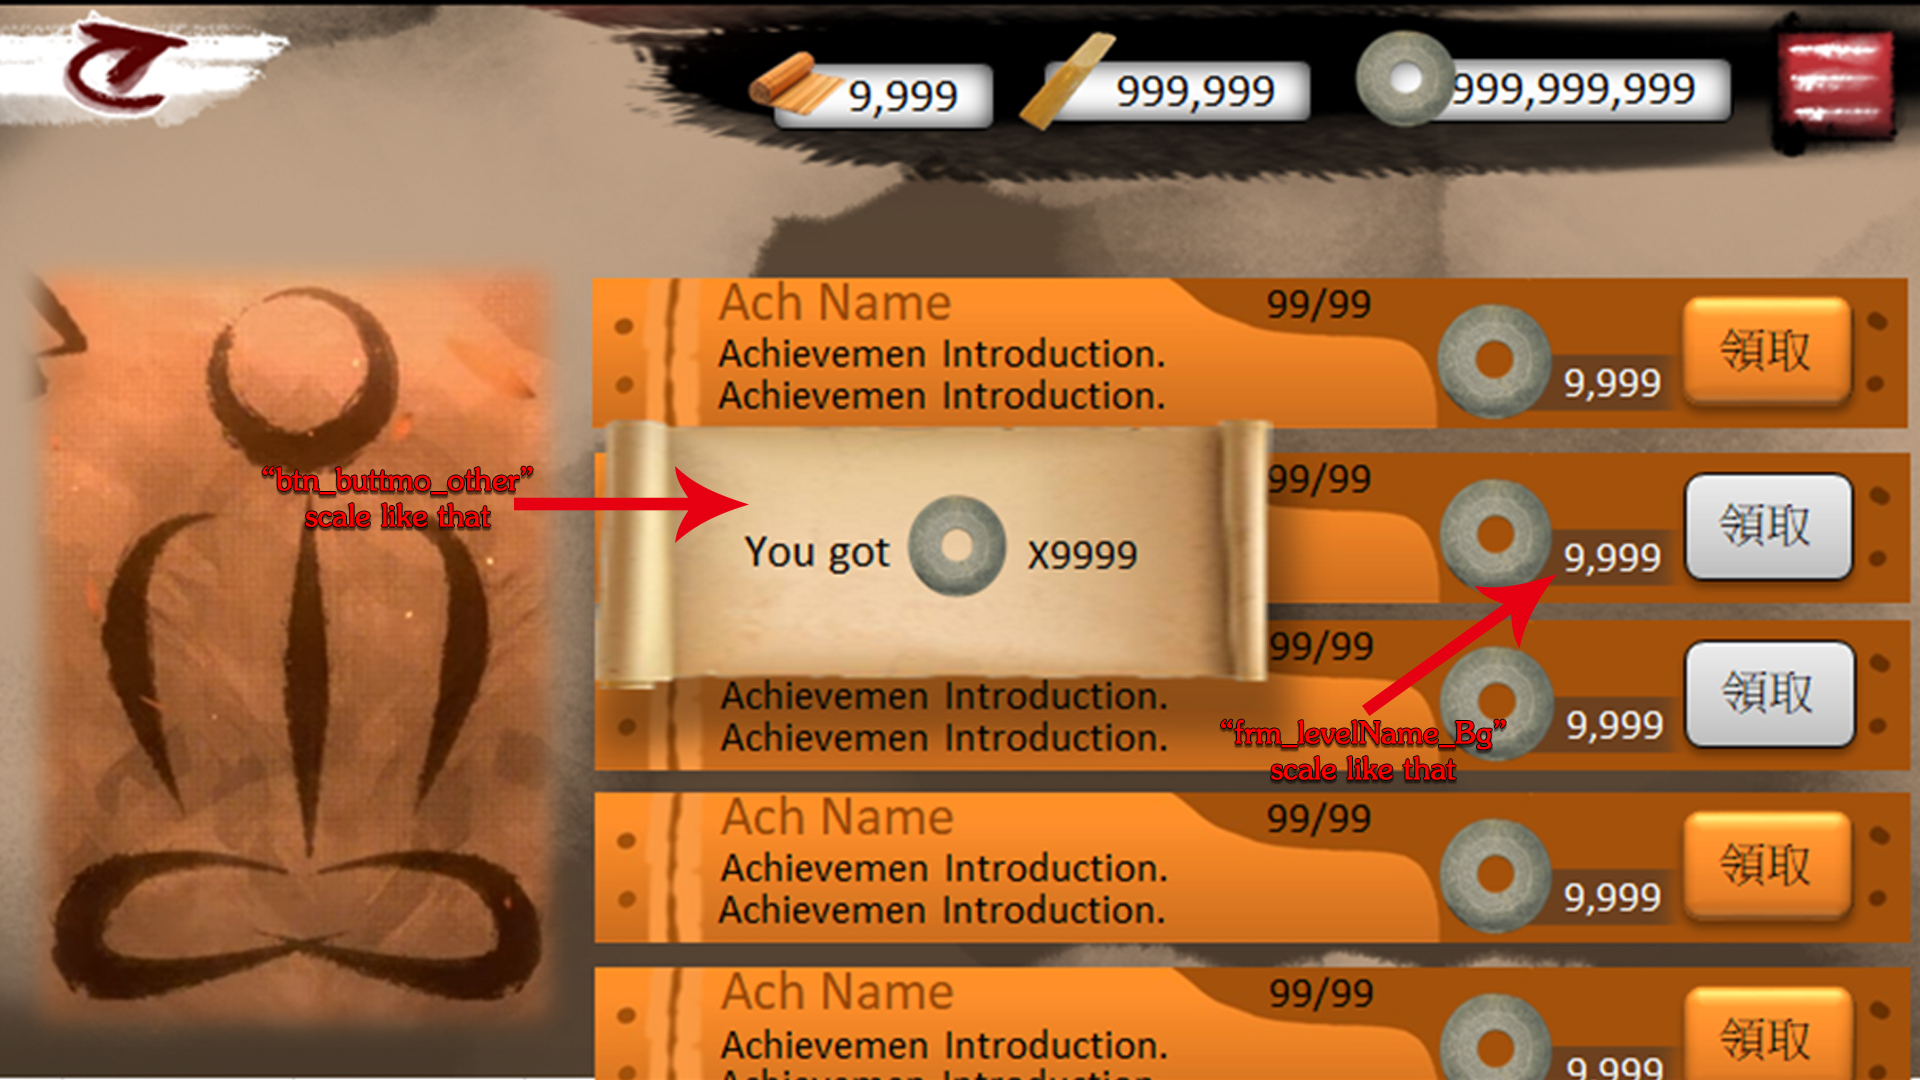 9,999
999,999
999,999,999
Ach Name
99/99
Achievemen Introduction.
Achievemen Introduction.
9,999
領取
“btn_buttmo_other”
scale like that
You got
X9999
99/99
9,999
領取
99/99
Achievemen Introduction.
Achievemen Introduction.
9,999
領取
“frm_levelName_Bg”
scale like that
Ach Name
99/99
Achievemen Introduction.
Achievemen Introduction.
9,999
領取
Ach Name
99/99
Achievemen Introduction.
9,999
領取